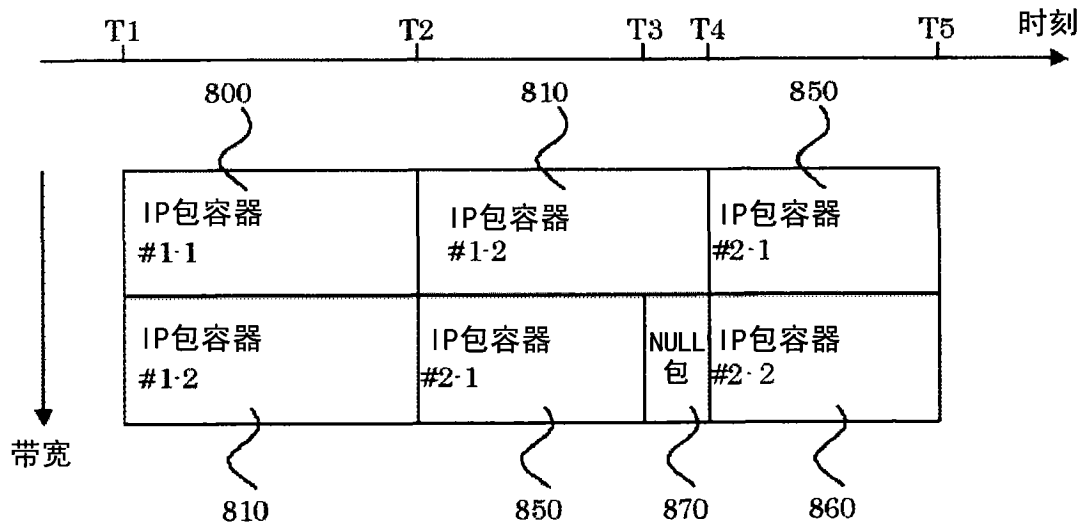 T1 T2 T3 T4 T5 时刻
800 810 850
IP包容器
#1-1
IP包容器
#1-2
IP包容器
#2-1
IP包容器
#1-2
IP包容器
#2-1
NULL
包
IP包容器
#2-2
带宽
810 850 870 860